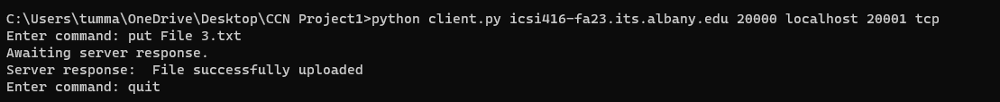 C:\Users\tumma\OneDrive\Desktop\CCN Project1>python client.py icsi416-fa23.its.albany.edu 20000 localhost 20001 tcp
Enter command: put File 3.txt
Awaiting server response.
Server response:  File successfully uploaded
Enter command: quit